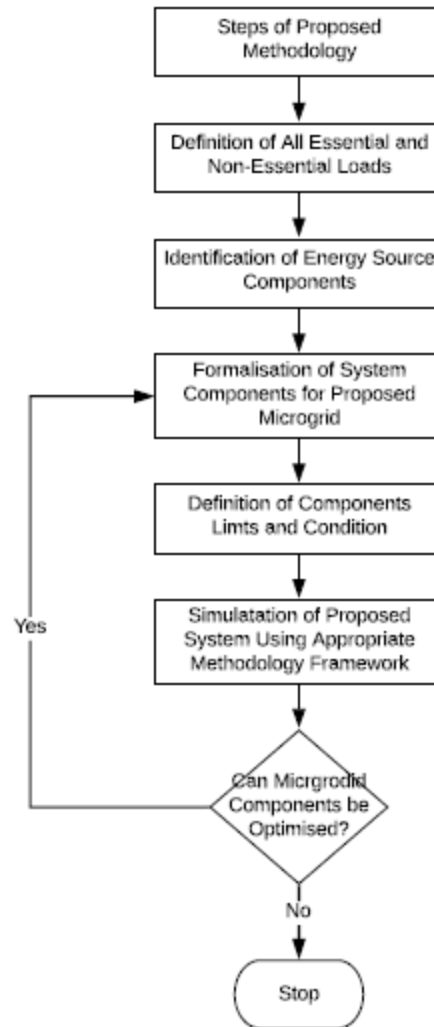 Steps of Proposed
Methodology
Definition of All Essential and
Non-Essential Loads
Identification of Energy Source
Components
Formalisation of System
Components for Proposed
Microgrid
Definition of Components
Limts and Condition
Simulatation of Proposed
System Using Appropriate
Methodology Framework
Yes
Can Micrgrodid
Components be
Optimised?
No
Stop